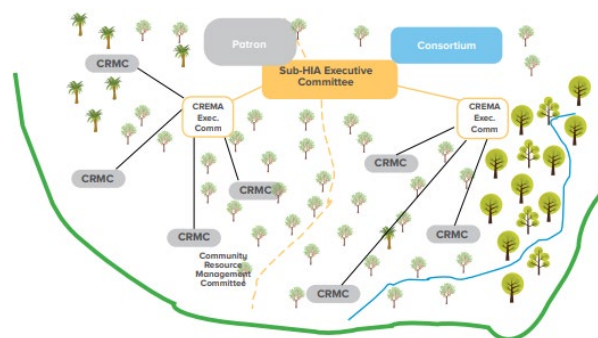 Patron
Consortium
CRMC
Sub-HIA Executive
Committee
CREMA
Exec.
Comm
CREMA
Exec.
Comm
CRMC
CRMC
CRMC
CRMC
CRMC
Community
Resource
Management
Committee
CRMC